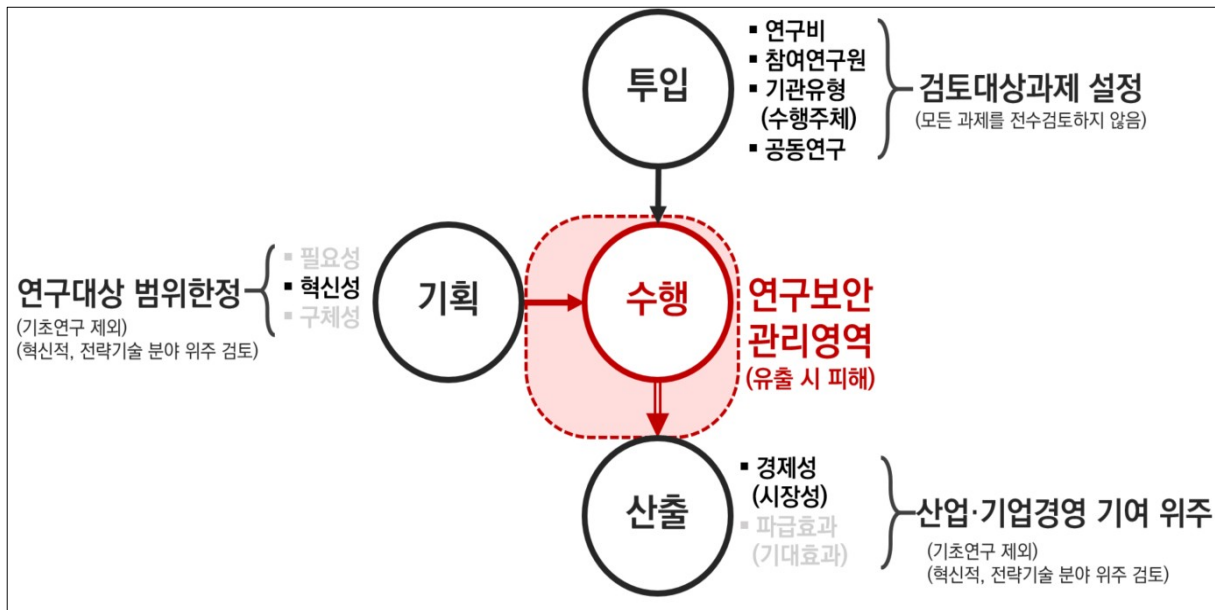 투입
▪ 연구비
▪ 참여연구원
▪ 기관유형
(수행주체)
▪ 공동연구
검토대상과제 설정
(모든 과제를 전수검토하지 않음)
연구대상 범위한정
(기초연구 제외)
(혁신적, 전략기술 분야 위주 검토)
▪ 필요성
▪ 혁신성
▪ 구체성
기획
수행
연구보안
관리영역
(유출 시 피해)
산출
▪ 경제성
(시장성)
▪ 파급효과
(기대효과)
산업·기업경영 기여 위주
(기초연구 제외)
(혁신적, 전략기술 분야 위주 검토)